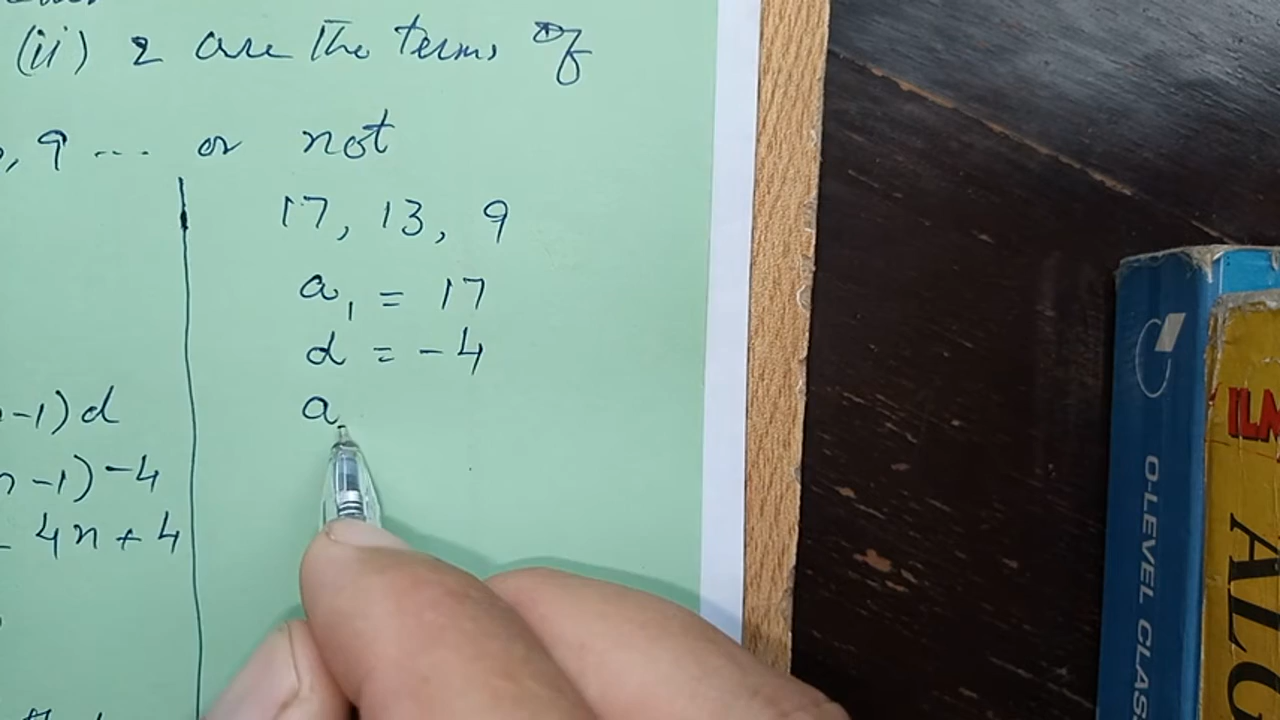 (ii) 2 are the terms of
, 9 ... or not
17, 13, 9
a₁ = 17
d = -4
-1) d
a
n -1) -4
- 4n + 4
O-LEVEL CLAS
ILM
ALG